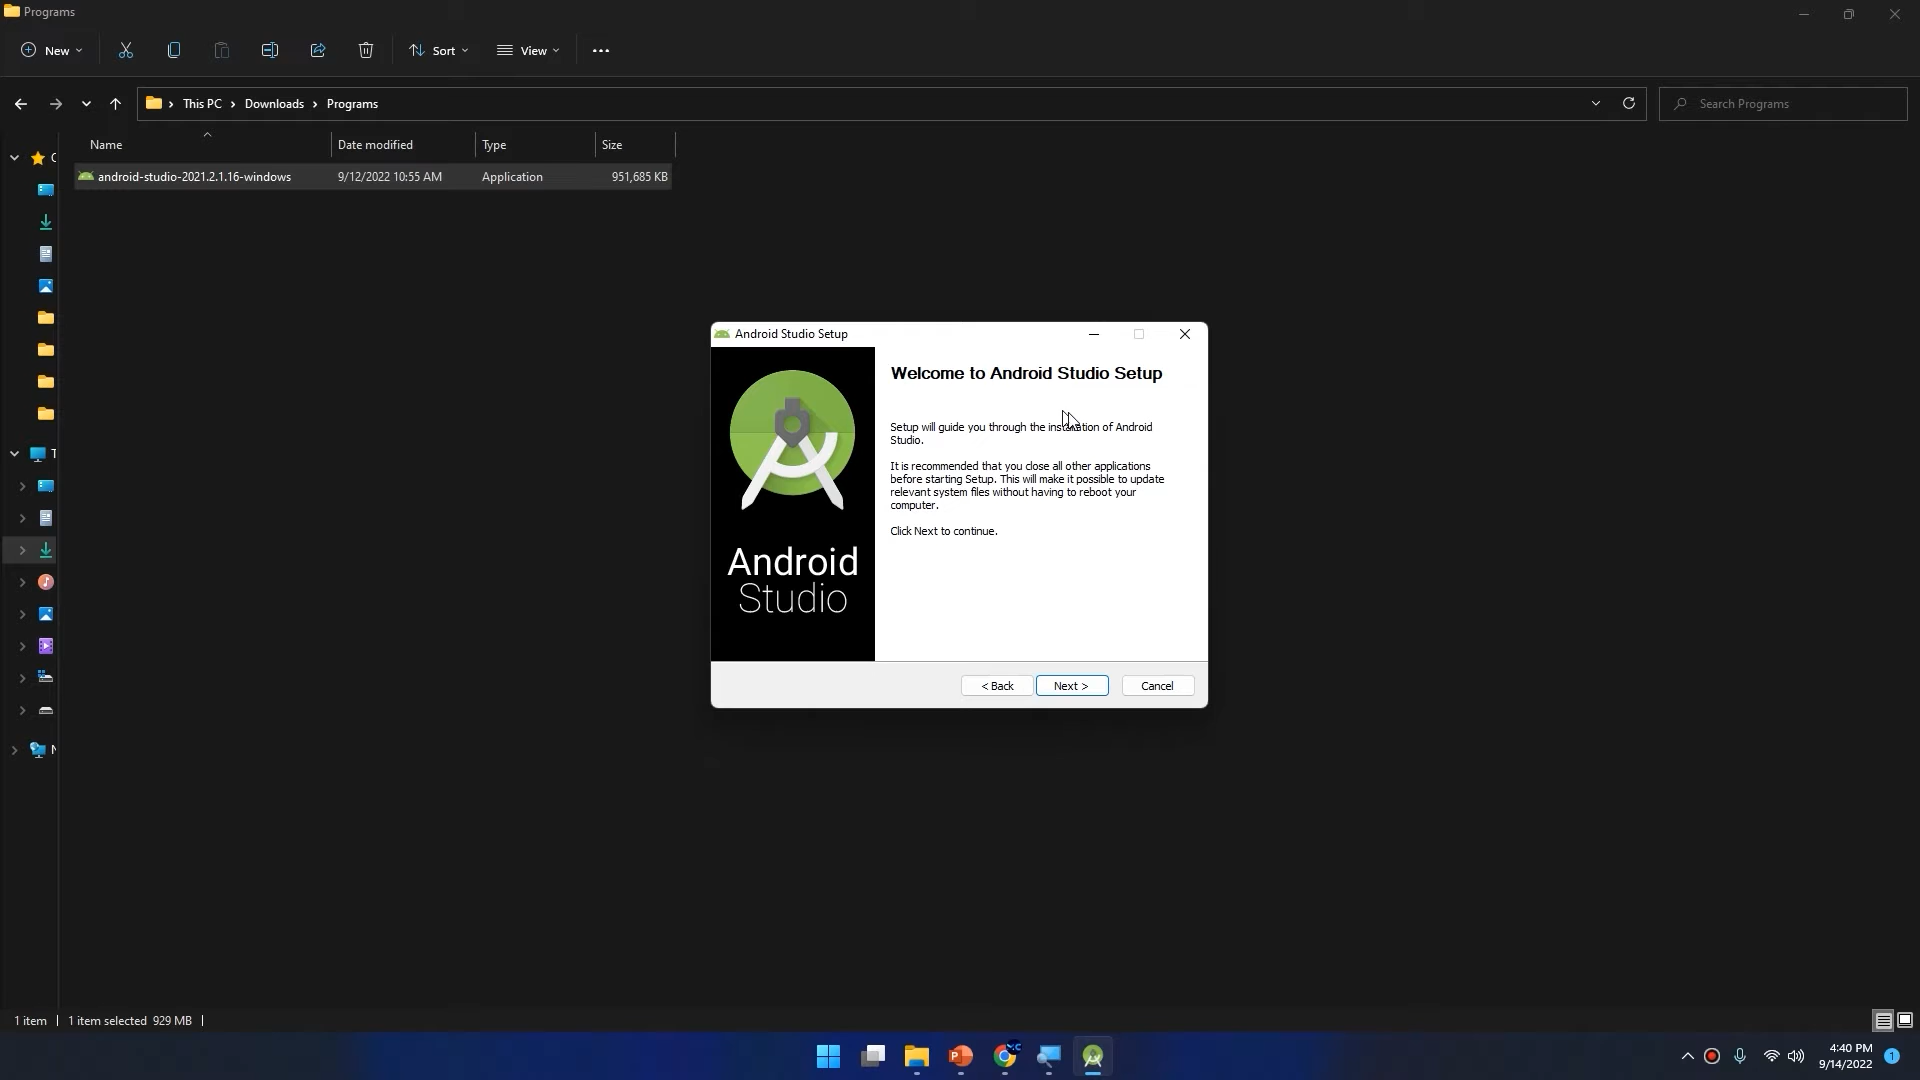 Programs
New
Sort
View
This PC
Downloads
Programs
Search Programs
Name
Date modified
Type
Size
android-studio-2021.2.1.16-windows
9/12/2022 10:55 AM
Application
951,685 KB
Android Studio Setup
Android
Studio
Welcome to Android Studio Setup
Setup will guide you through the installation of Android
Studio.
It is recommended that you close all other applications
before starting Setup. This will make it possible to update
relevant system files without having to reboot your
computer.
Click Next to continue.
< Back
Next >
Cancel
1 item
1 item selected 929 MB
4:40 PM
9/14/2022
1